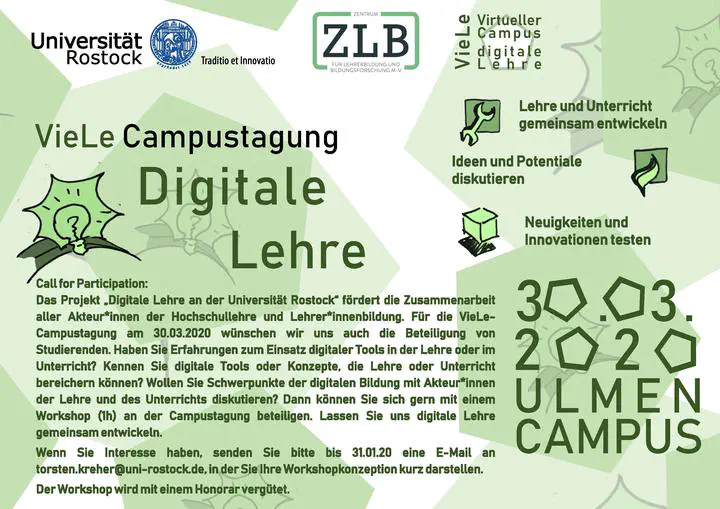 Universität
Rostock
Traditio et Innovatio
ZENTRUM
ZLB
FÜR LEHRERBILDUNG UND
BILDUNGSFORSCHUNG M-V
VieLe
Virtueller
Campus
digitale
Lehre
Lehre und Unterricht
gemeinsam entwickeln
Ideen und Potentiale
diskutieren
Neuigkeiten und
Innovationen testen
VieLe Campustagung
Digitale
Lehre
Call for Participation:
Das Projekt „Digitale Lehre an der Universität Rostock“ fördert die Zusammenarbeit
aller Akteur*innen der Hochschullehre und Lehrer*innenbildung. Für die VieLe-
Campustagung am 30.03.2020 wünschen wir uns auch die Beteiligung von
Studierenden. Haben Sie Erfahrungen zum Einsatz digitaler Tools in der Lehre oder im
Unterricht? Kennen Sie digitale Tools oder Konzepte, die Lehre oder Unterricht
bereichern können? Wollen Sie Schwerpunkte der digitalen Bildung mit Akteur*innen
der Lehre und des Unterrichts diskutieren? Dann können Sie sich gern mit einem
Workshop (1h) an der Campustagung beteiligen. Lassen Sie uns digitale Lehre
gemeinsam entwickeln.
Wenn Sie Interesse haben, senden Sie bitte bis 31.01.20 eine E-Mail an
torsten.kreher@uni-rostock.de, in der Sie Ihre Workshopkonzeption kurz darstellen.
Der Workshop wird mit einem Honorar vergütet.
30.03.
2020
ULMEN
CAMPUS